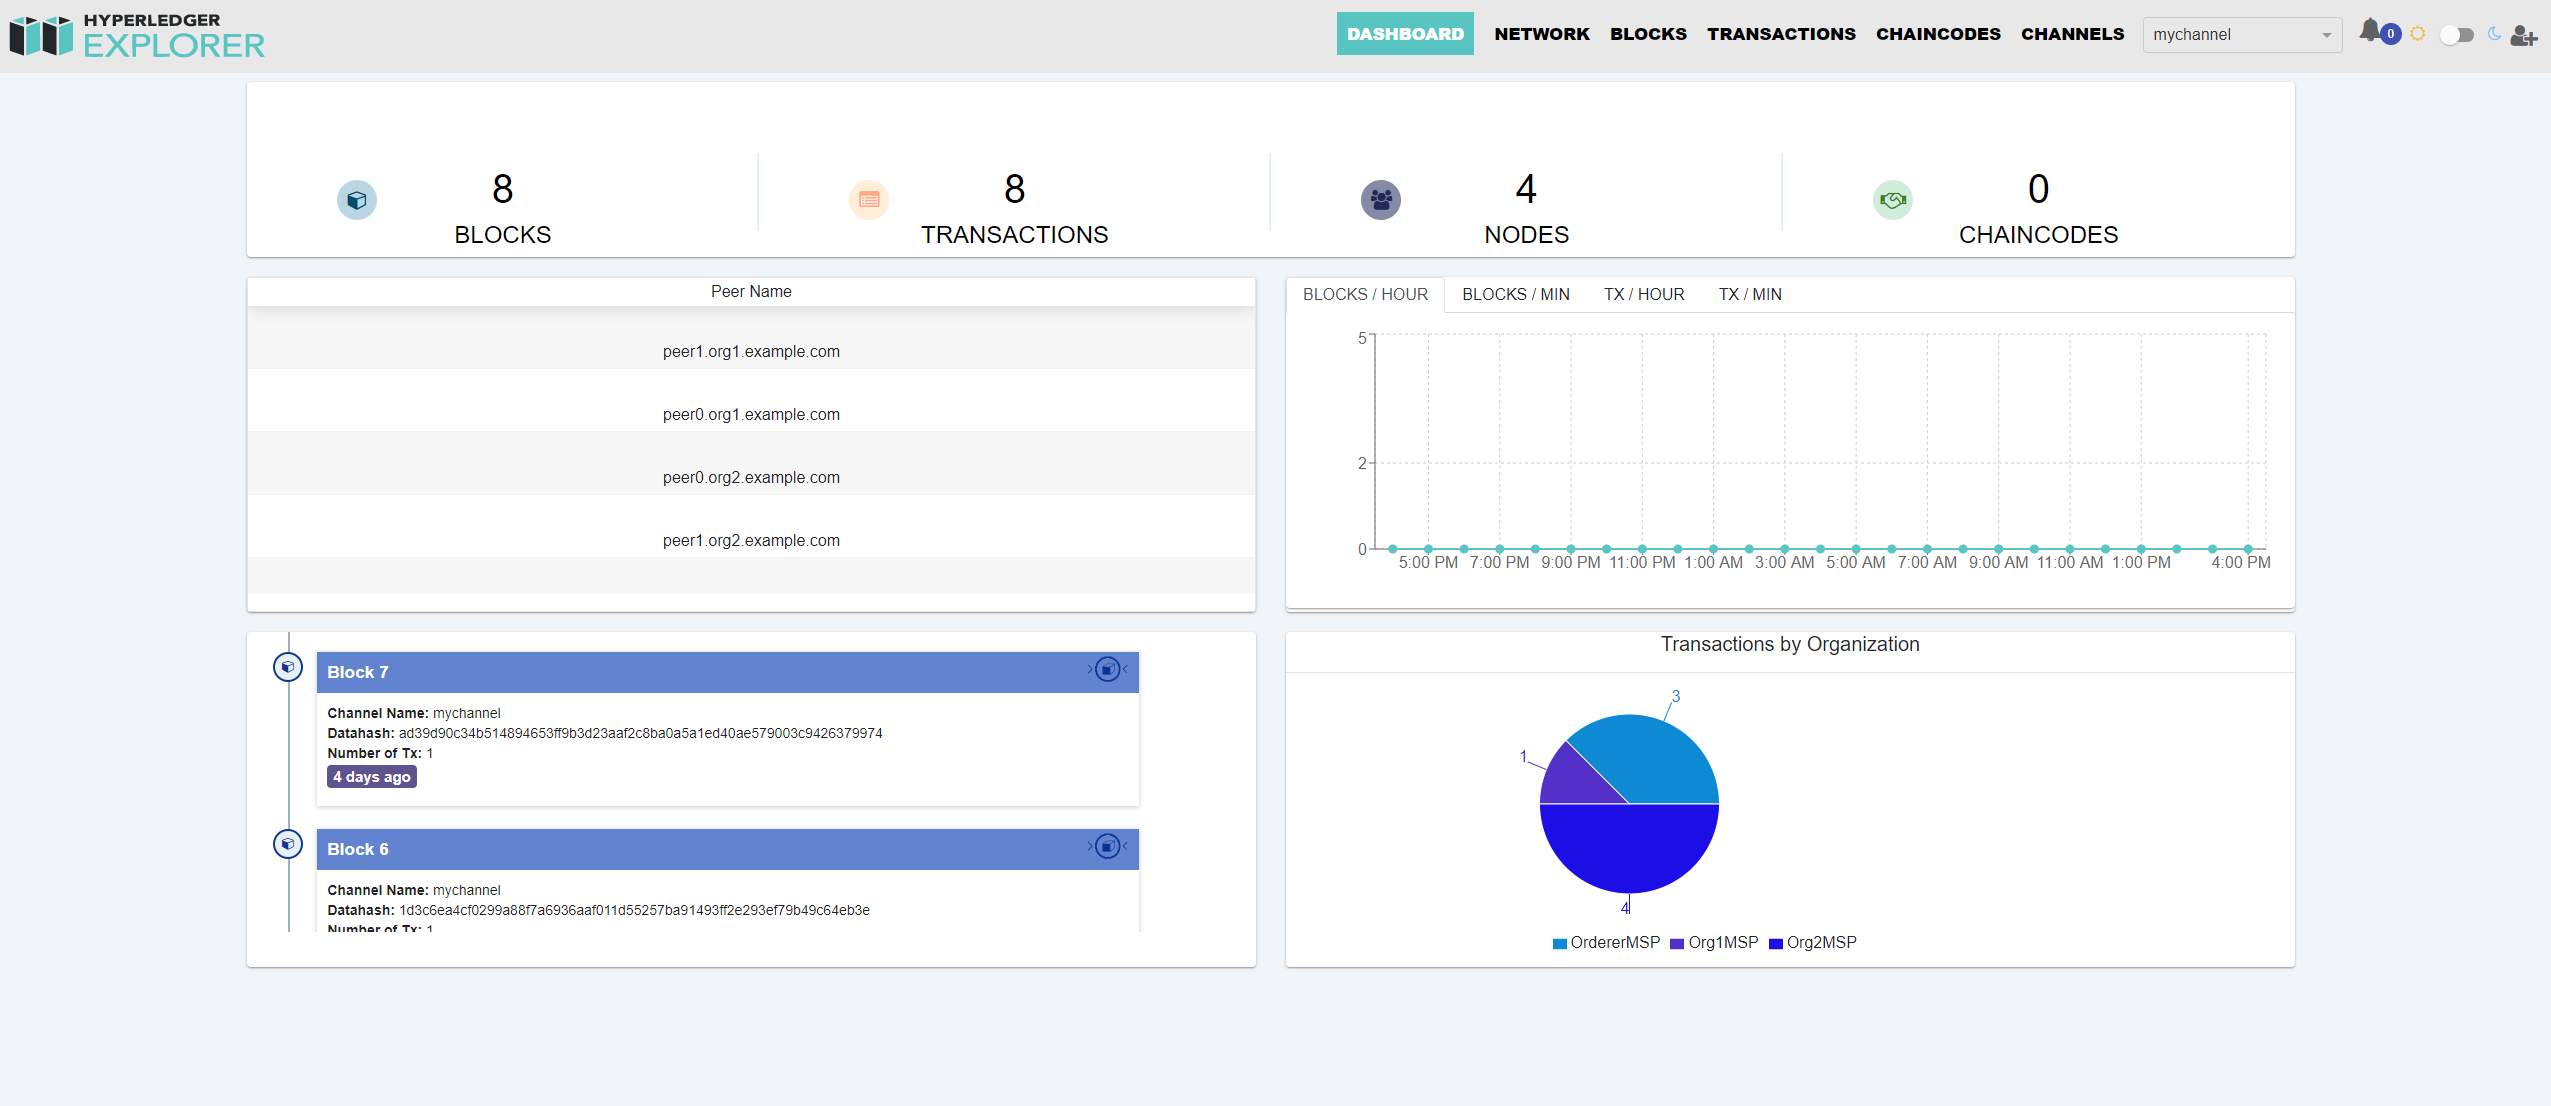 HYPERLEDGER
EXPLORER
DASHBOARD NETWORK BLOCKS TRANSACTIONS CHAINCODES CHANNELS mychannel 0
8
BLOCKS
8
TRANSACTIONS
4
NODES
0
CHAINCODES
Peer Name
peer1.org1.example.com
peer0.org1.example.com
peer0.org2.example.com
peer1.org2.example.com
BLOCKS / HOUR BLOCKS / MIN TX / HOUR TX / MIN
5
2
0
5:00 PM 7:00 PM 9:00 PM 11:00 PM 1:00 AM 3:00 AM 5:00 AM 7:00 AM 9:00 AM 11:00 AM 1:00 PM 4:00 PM
Block 7
Channel Name: mychannel
Datahash: ad39d90c34b514894653ff9b3d23aaf2c8ba0a5a1ed40ae579003c9426379974
Number of Tx: 1
4 days ago
Block 6
Channel Name: mychannel
Datahash: 1d3c6ea4cf0299a88f7a6936aaf011d55257ba91493ff2e293ef79b49c64eb3e
Number of Tx: 1
Transactions by Organization
3
1
4
OrdererMSP Org1MSP Org2MSP